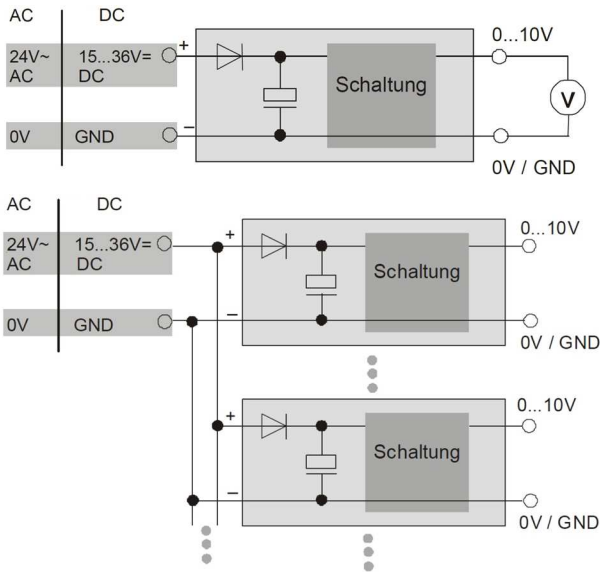 AC DC
0...10V
24V~ 15...36V=
AC DC
+
Schaltung
V
0V GND
–
0V / GND
AC DC
0...10V
24V~ 15...36V=
AC DC
+
Schaltung
0V GND
–
0V / GND
0...10V
+
Schaltung
–
0V / GND